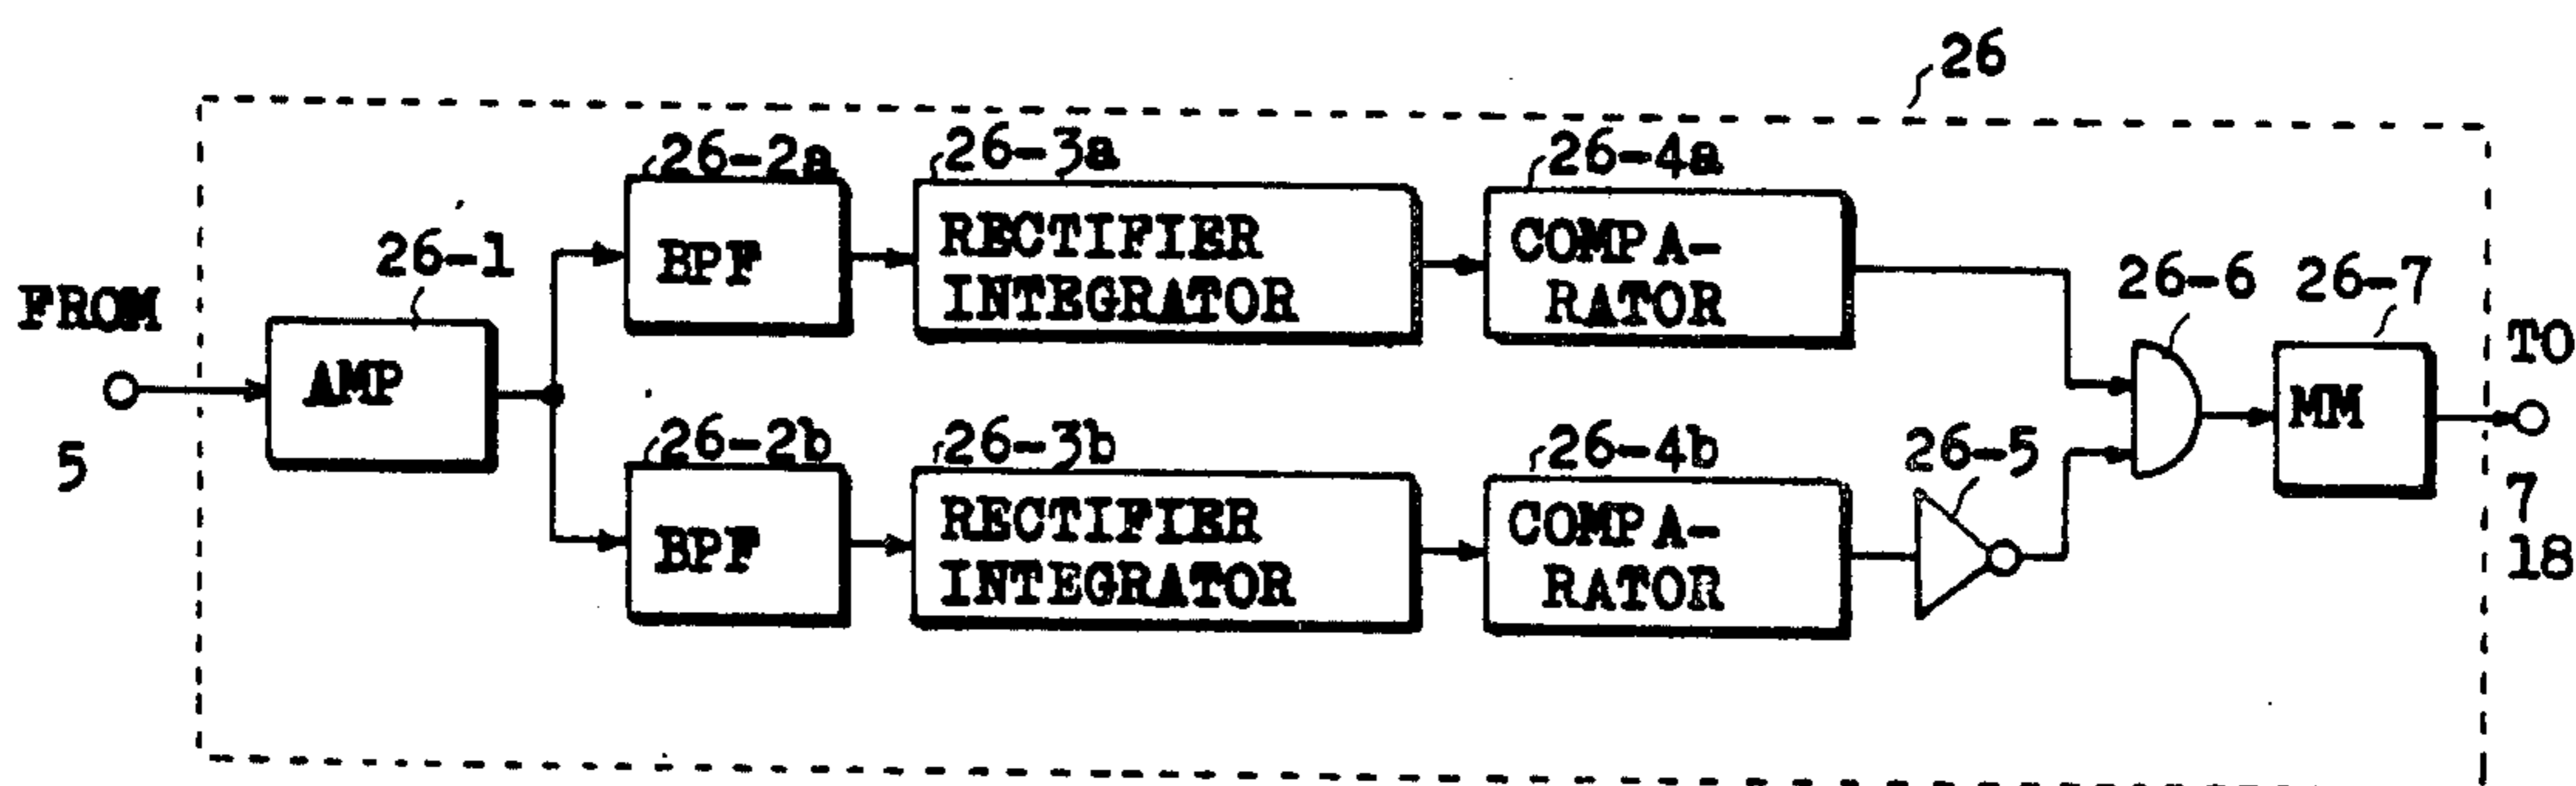 26
26-2a
26-3a
26-4a
26-1
BPF
RECTIFIER
INTEGRATOR
COMPA-
RATOR
26-6
26-7
FROM
5
AMP
MM
TO
7
18
26-2b
26-3b
26-4b
26-5
BPF
RECTIFIER
INTEGRATOR
COMPA-
RATOR